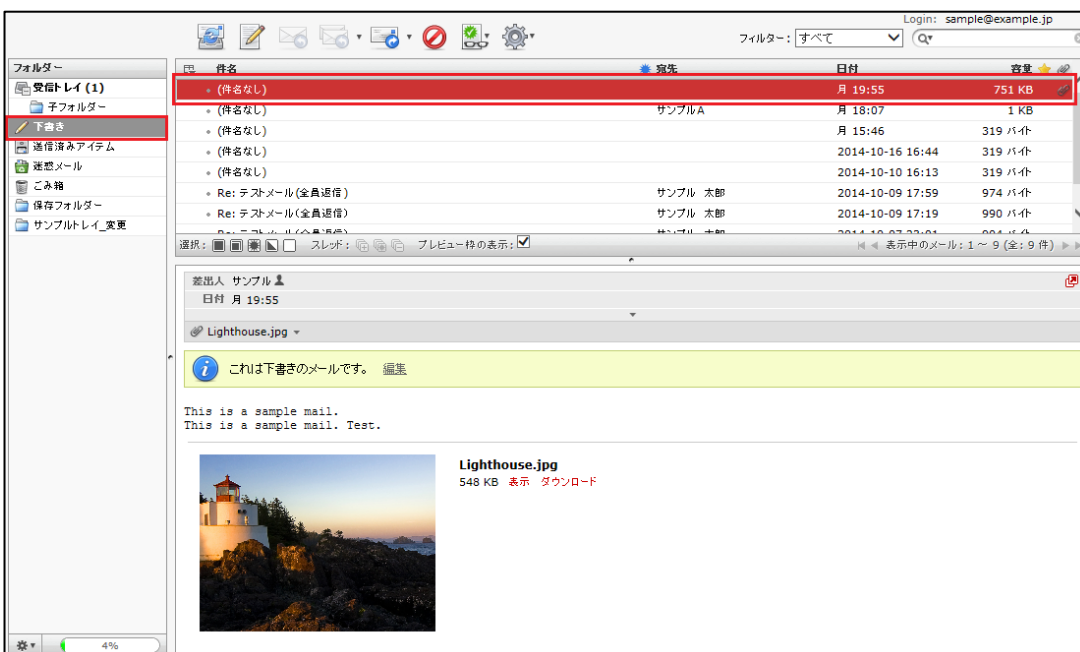 Login: sample@example.jp
フィルター: すべて
フォルダー
受信トレイ (1)
子フォルダー
下書き
送信済みアイテム
迷惑メール
ごみ箱
保存フォルダー
サンプルトレイ_変更
4%
件名 宛先 日付 容量
(件名なし) 月 19:55 751 KB
(件名なし) サンプルA 月 18:07 1 KB
(件名なし) 月 15:46 319 バイト
(件名なし) 2014-10-16 16:44 319 バイト
(件名なし) 2014-10-10 16:13 319 バイト
Re: テストメール(全員返信) サンプル 太郎 2014-10-09 17:59 974 バイト
Re: テストメール(全員返信) サンプル 太郎 2014-10-09 17:19 990 バイト
選択: スレッド: プレビュー枠の表示: 表示中のメール: 1 ～ 9 (全: 9 件)
差出人 サンプル
日付 月 19:55
Lighthouse.jpg
これは下書きのメールです。 編集
This is a sample mail.
This is a sample mail. Test.
Lighthouse.jpg
548 KB 表示 ダウンロード